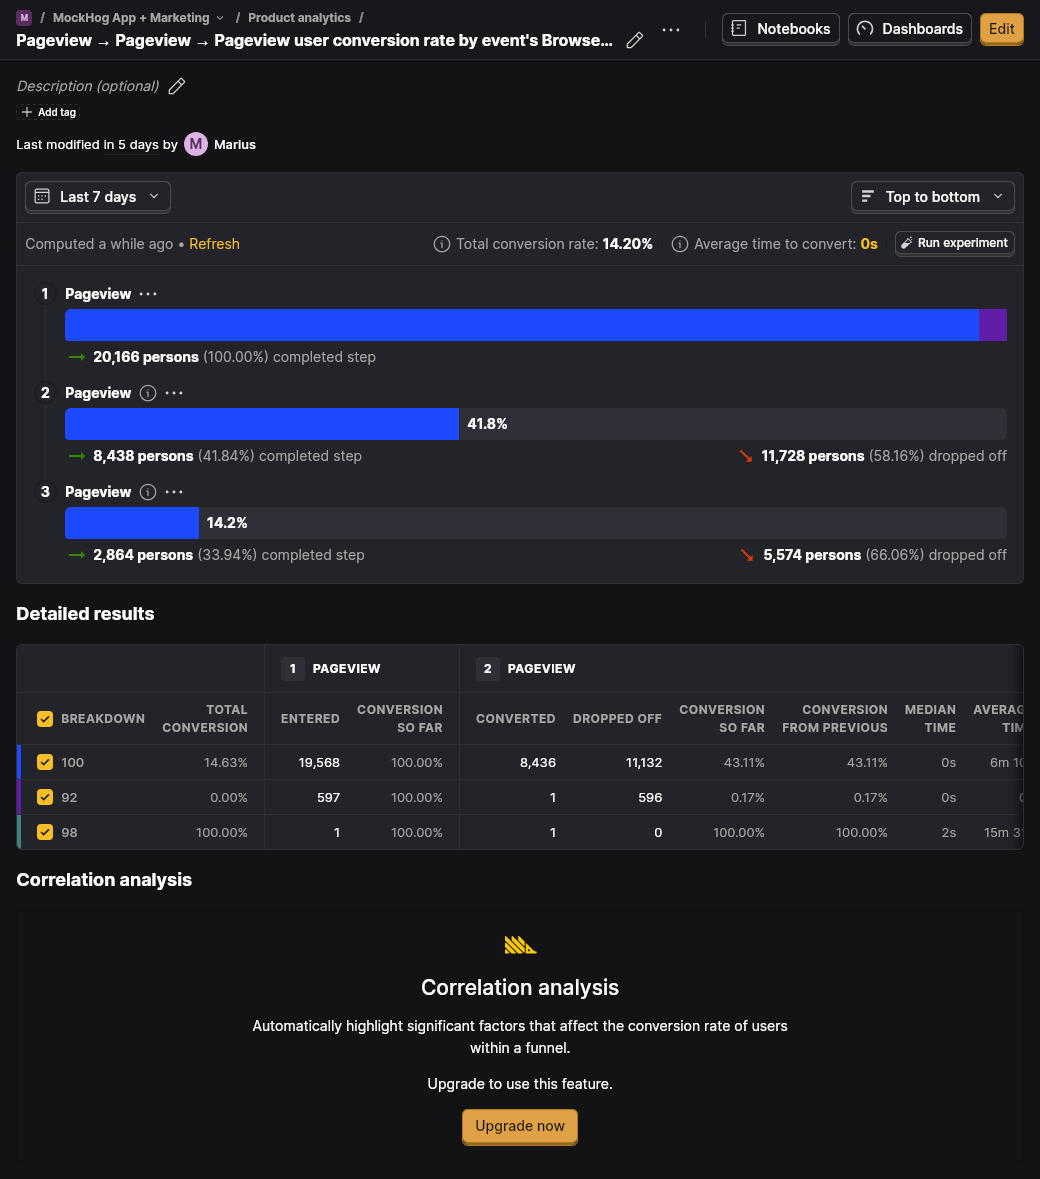 M / MockHog App + Marketing / Product analytics /
Pageview → Pageview → Pageview user conversion rate by event's Browse...
Notebooks
Dashboards
Edit
Description (optional)
Add tag
Last modified in 5 days by M Marius
Last 7 days
Top to bottom
Computed a while ago • Refresh
Total conversion rate: 14.20%
Average time to convert: 0s
Run experiment
1 Pageview
20,166 persons (100.00%) completed step
2 Pageview
41.8%
8,438 persons (41.84%) completed step
11,728 persons (58.16%) dropped off
3 Pageview
14.2%
2,864 persons (33.94%) completed step
5,574 persons (66.06%) dropped off
Detailed results
1 PAGEVIEW 2 PAGEVIEW
BREAKDOWN TOTAL CONVERSION ENTERED CONVERSION SO FAR CONVERTED DROPPED OFF CONVERSION SO FAR CONVERSION FROM PREVIOUS MEDIAN TIME
100 14.63% 19,568 100.00% 8,436 11,132 43.11% 43.11% 0s 6m
92 0.00% 597 100.00% 1 596 0.17% 0.17% 0s
98 100.00% 1 100.00% 1 0 100.00% 100.00% 2s 15m
Correlation analysis
Correlation analysis
Automatically highlight significant factors that affect the conversion rate of users
within a funnel.
Upgrade to use this feature.
Upgrade now